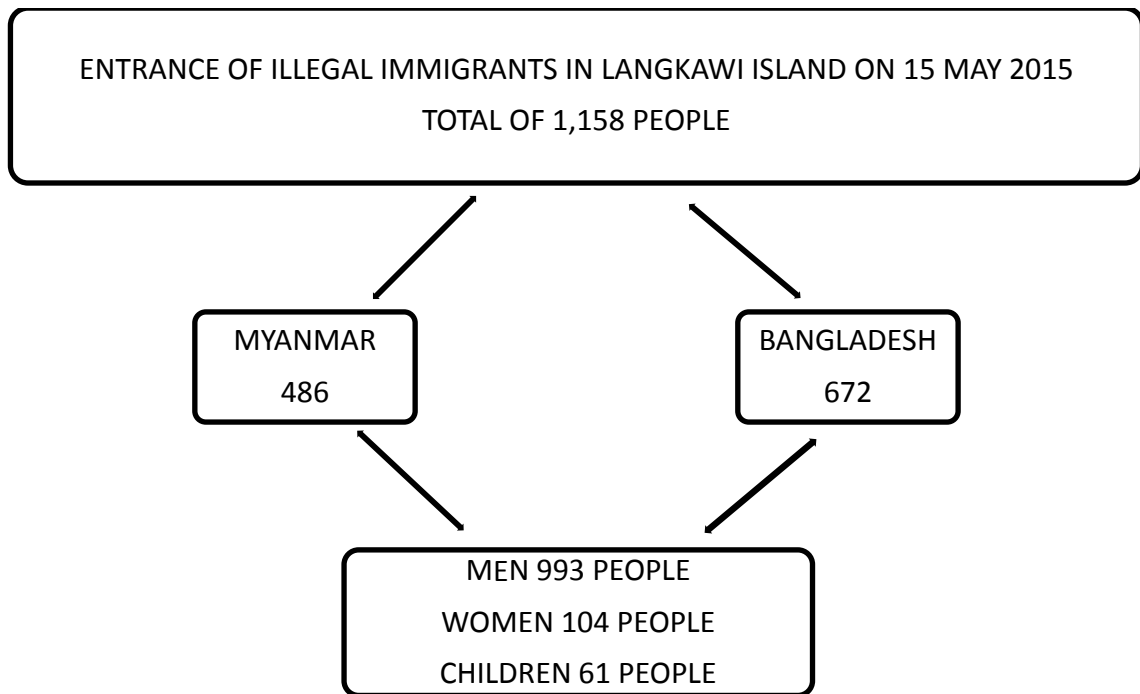 ENTRANCE OF ILLEGAL IMMIGRANTS IN LANGKAWI ISLAND ON 15 MAY 2015
TOTAL OF 1,158 PEOPLE
MYANMAR
486
BANGLADESH
672
MEN 993 PEOPLE
WOMEN 104 PEOPLE
CHILDREN 61 PEOPLE